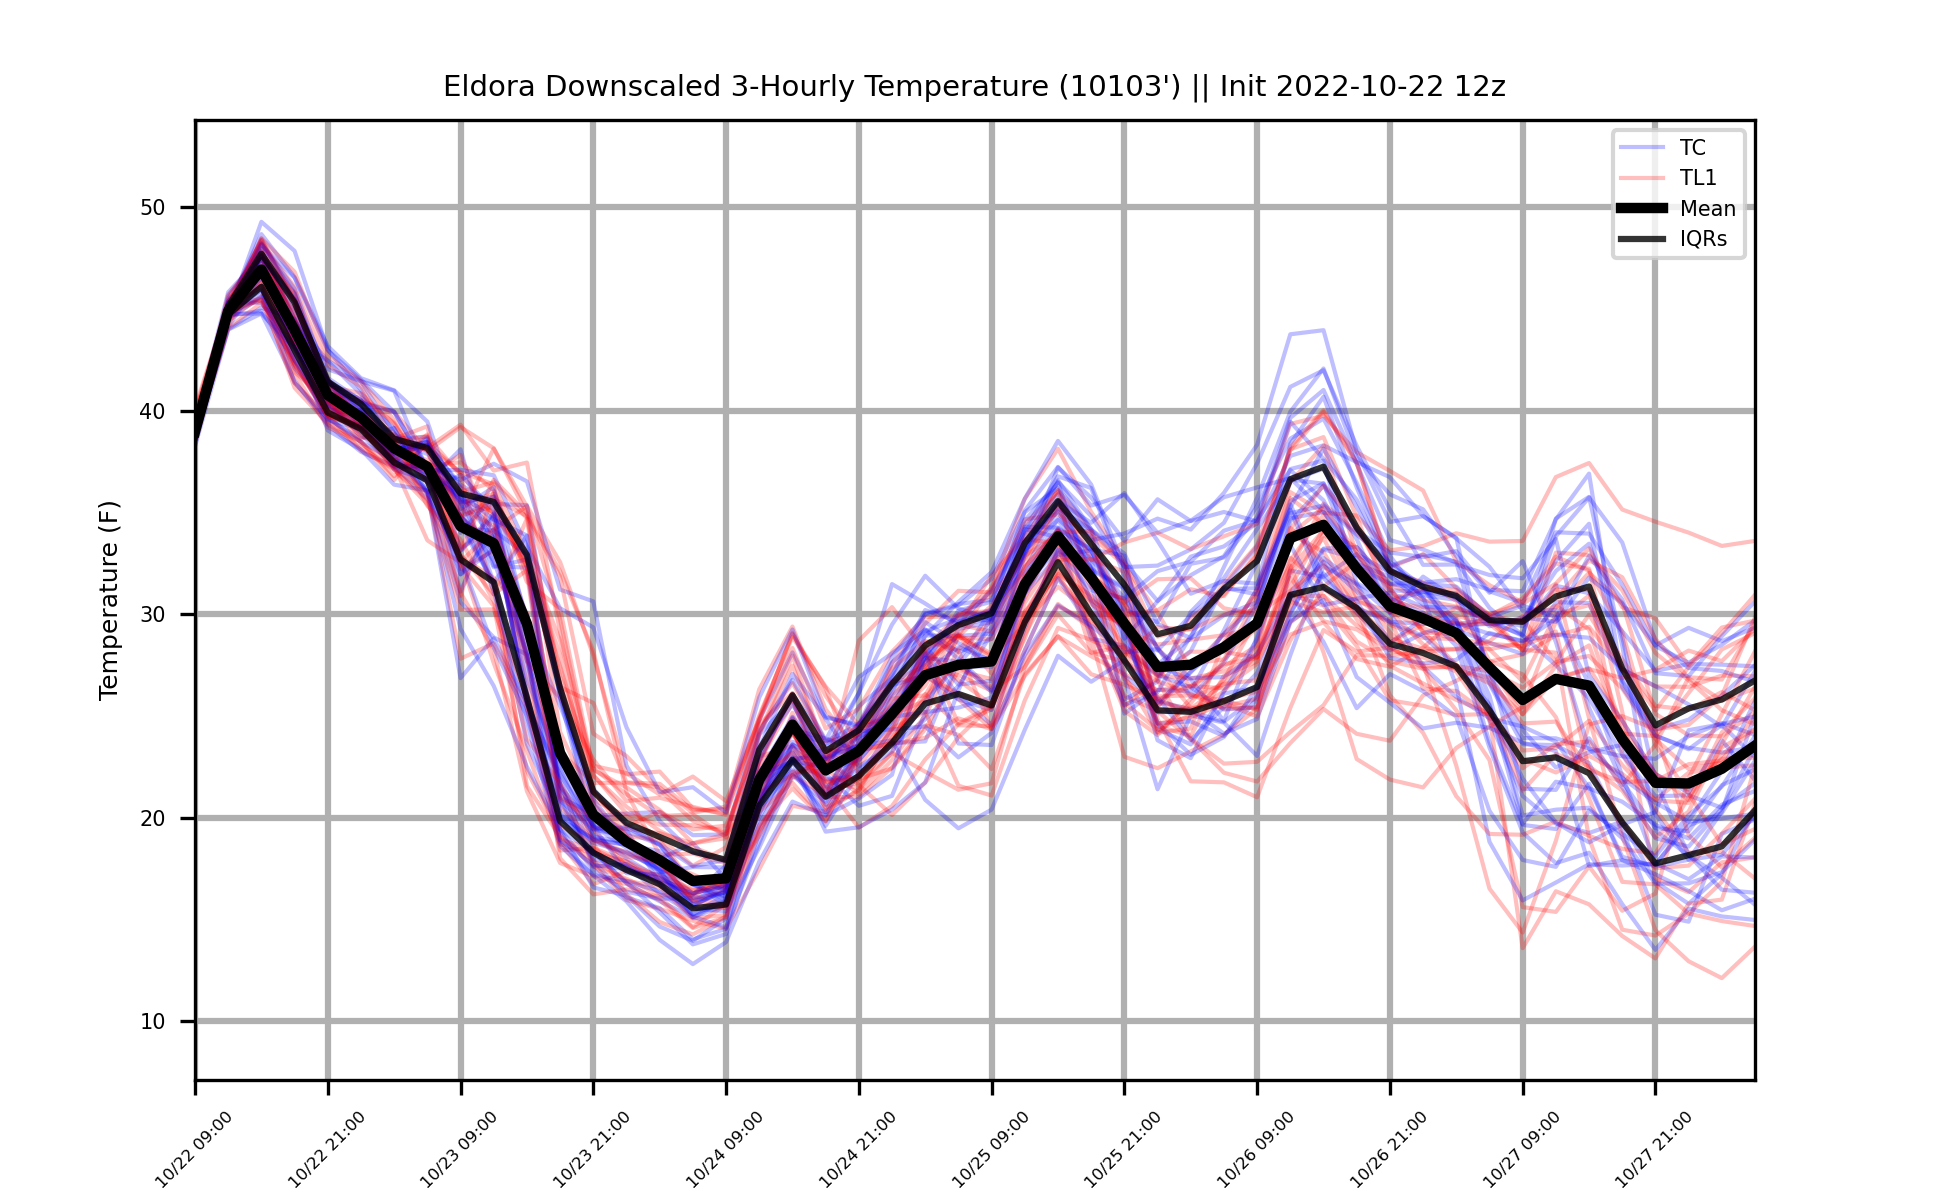 Eldora Downscaled 3-Hourly Temperature (10103') || Init 2022-10-22 12z
TC
TL1
Mean
IQRs
Temperature (F)
50
40
30
20
10
10/22 09:00
10/22 21:00
10/23 09:00
10/23 21:00
10/24 09:00
10/24 21:00
10/25 09:00
10/25 21:00
10/26 09:00
10/26 21:00
10/27 09:00
10/27 21:00